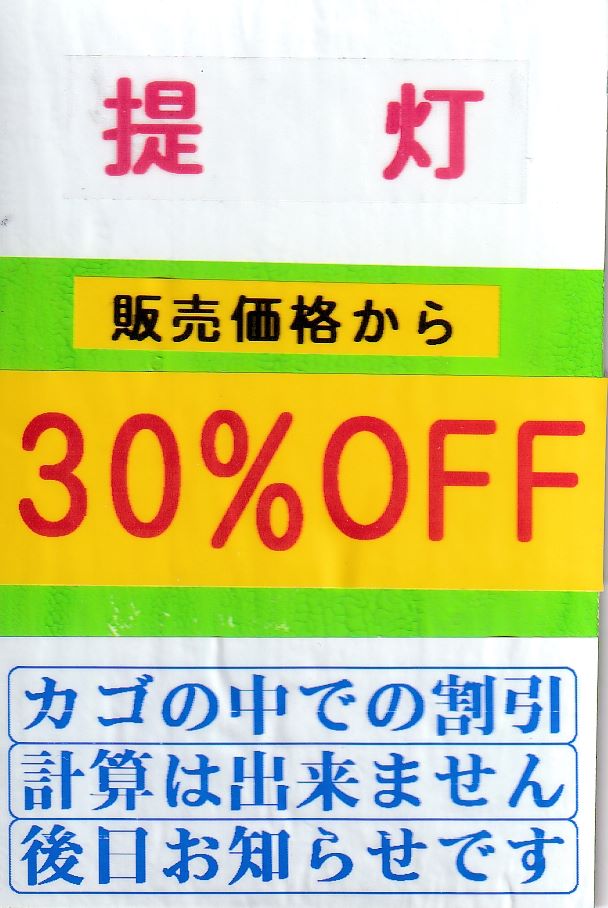 提 灯
販売価格から
30%OFF
カゴの中での割引
計算は出来ません
後日お知らせです